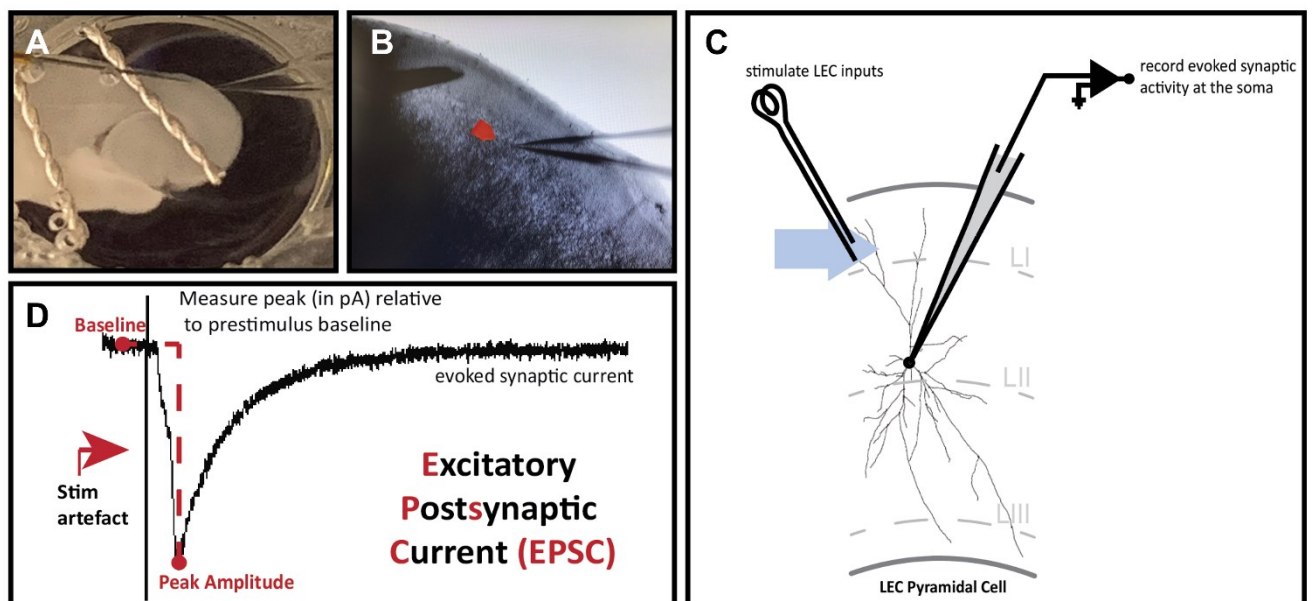 A
B
C
stimulate LEC inputs
record evoked synaptic
activity at the soma
LI
LII
LIII
LEC Pyramidal Cell
D
Measure peak (in pA) relative
to prestimulus baseline
Baseline
evoked synaptic current
Stim
artefact
Peak Amplitude
Excitatory
Postsynaptic
Current (EPSC)